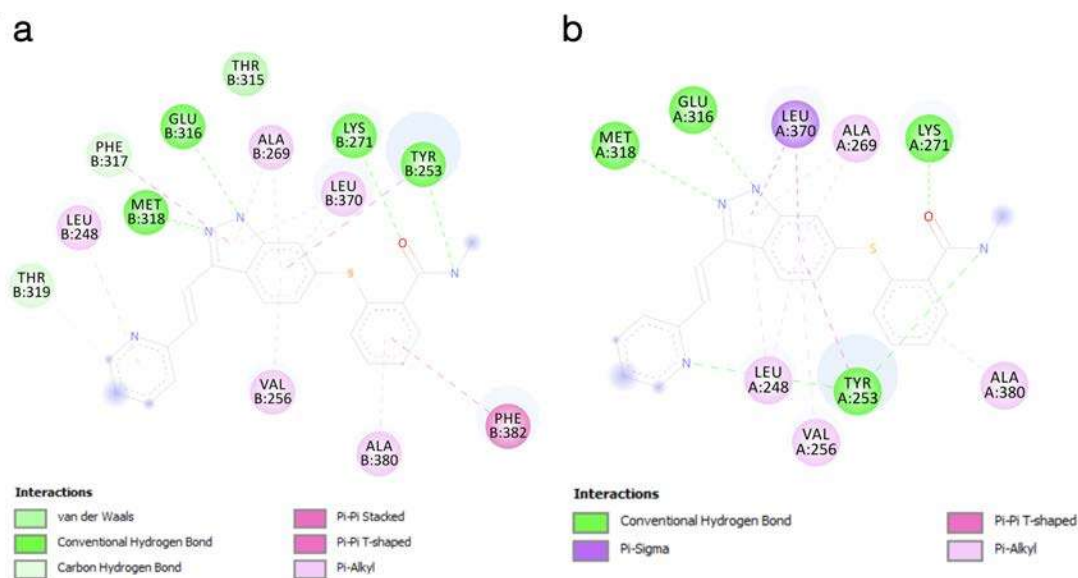 a
THR
B:315
GLU
B:316
PHE
B:317
ALA
B:269
LYS
B:271
TYR
B:253
LEU
B:370
MET
B:318
LEU
B:248
THR
B:319
N
N
N
S
O
N
VAL
B:256
ALA
B:380
PHE
B:382
Interactions
van der Waals
Conventional Hydrogen Bond
Carbon Hydrogen Bond
Pi-Pi Stacked
Pi-Pi T-shaped
Pi-Alkyl
b
GLU
A:316
MET
A:318
LEU
A:370
ALA
A:269
LYS
A:271
N
N
N
S
O
N
LEU
A:248
TYR
A:253
VAL
A:256
ALA
A:380
Interactions
Conventional Hydrogen Bond
Pi-Sigma
Pi-Pi T-shaped
Pi-Alkyl